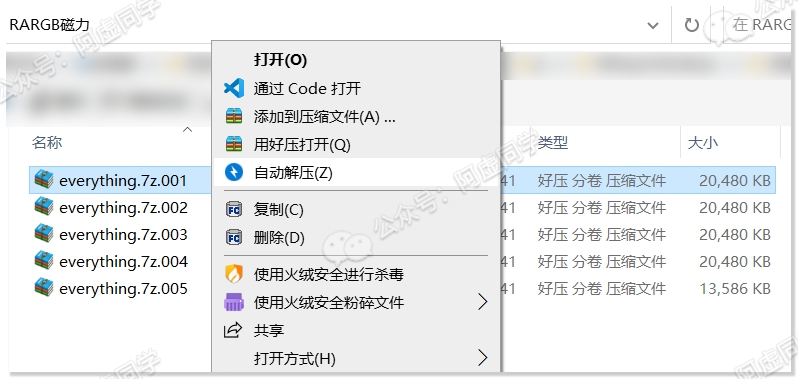 RARGB磁力
在 RARG
打开(O)
通过 Code 打开
添加到压缩文件(A) ...
用好压打开(Q)
自动解压(Z)
复制(C)
删除(D)
使用火绒安全进行杀毒
使用火绒安全粉碎文件
共享
打开方式(H)
名称 类型 大小
everything.7z.001 41 好压 分卷 压缩文件 20,480 KB
everything.7z.002 41 好压 分卷 压缩文件 20,480 KB
everything.7z.003 41 好压 分卷 压缩文件 20,480 KB
everything.7z.004 41 好压 分卷 压缩文件 20,480 KB
everything.7z.005 41 好压 分卷 压缩文件 13,586 KB
公众号：阿虚同学
公众号：阿虚同学
公众号：阿虚同学